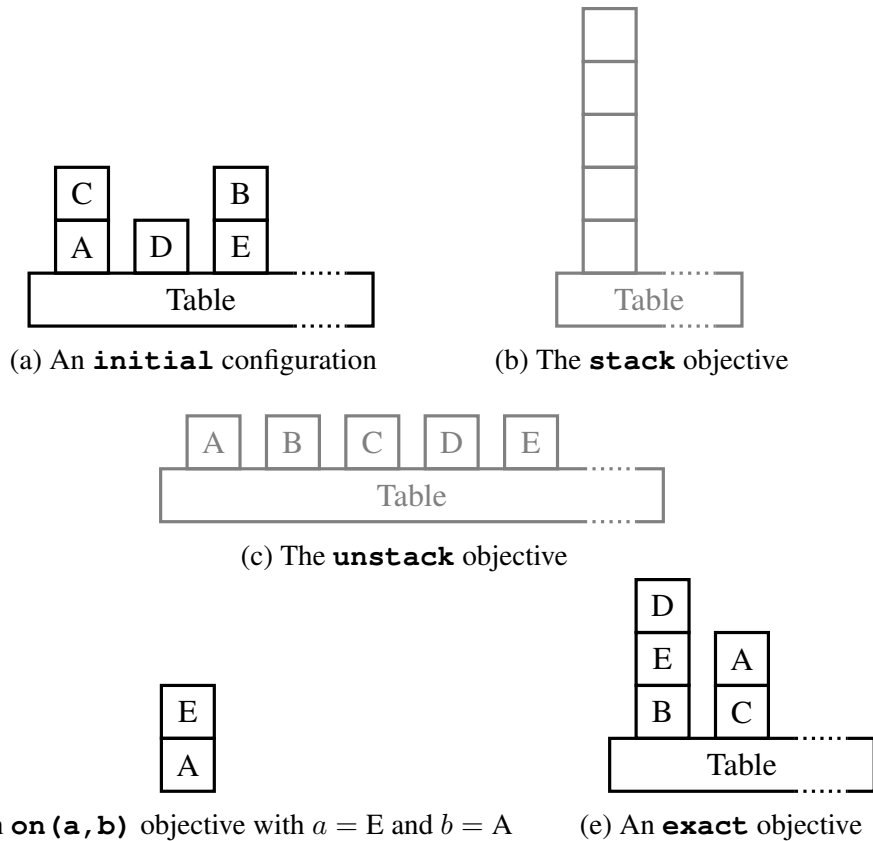 C B
A D E
Table
Table
(a) An initial configuration
(b) The stack objective
A B C D E
Table
(c) The unstack objective
E
A
D
E A
B C
Table
on(a,b) objective with a = E and b = A
(e) An exact objective